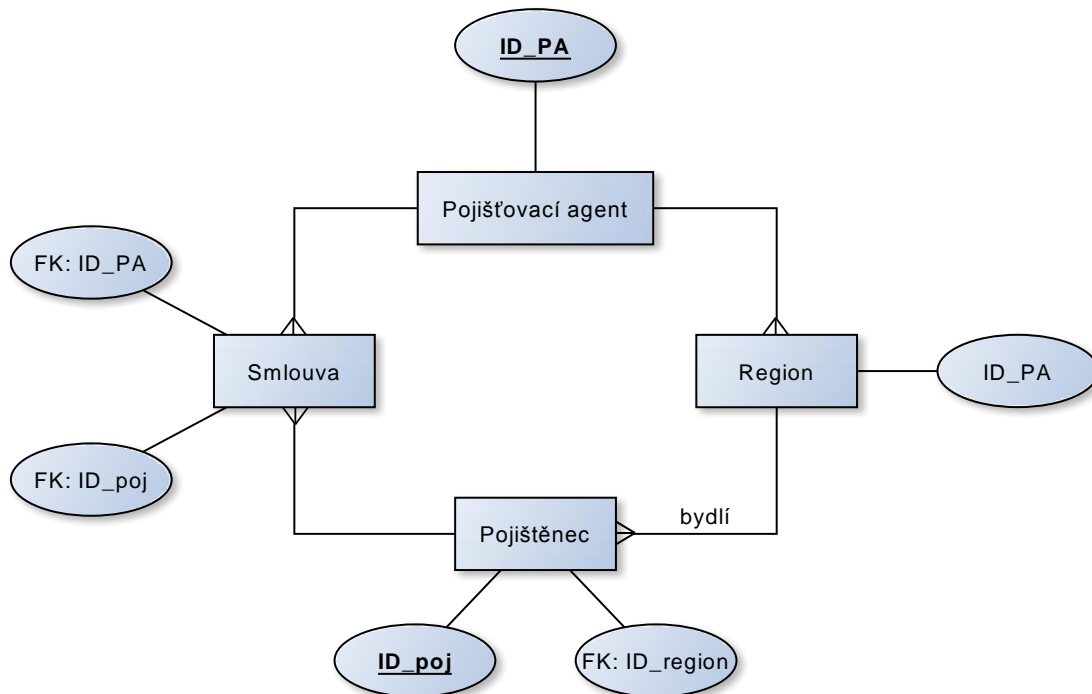 ID_PA
Pojišťovací agent
FK: ID_PA
Smlouva
Region
ID_PA
FK: ID_poj
bydlí
Pojištěnec
ID_poj
FK: ID_region